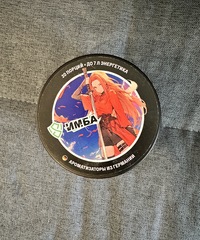 20 ПОРЦИЙ • ДО 7 Л ЭНЕРГЕТИКА
ИМБА
АРОМАТИЗАТОРЫ ИЗ ГЕРМАНИИ